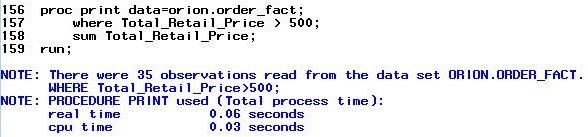 156 proc print data=orion.order_fact;
157 where Total_Retail_Price > 500;
158 sum Total_Retail_Price;
159 run;
NOTE: There were 35 observations read from the data set ORION.ORDER_FACT.
WHERE Total_Retail_Price>500;
NOTE: PROCEDURE PRINT used (Total process time):
real time 0.06 seconds
cpu time 0.03 seconds